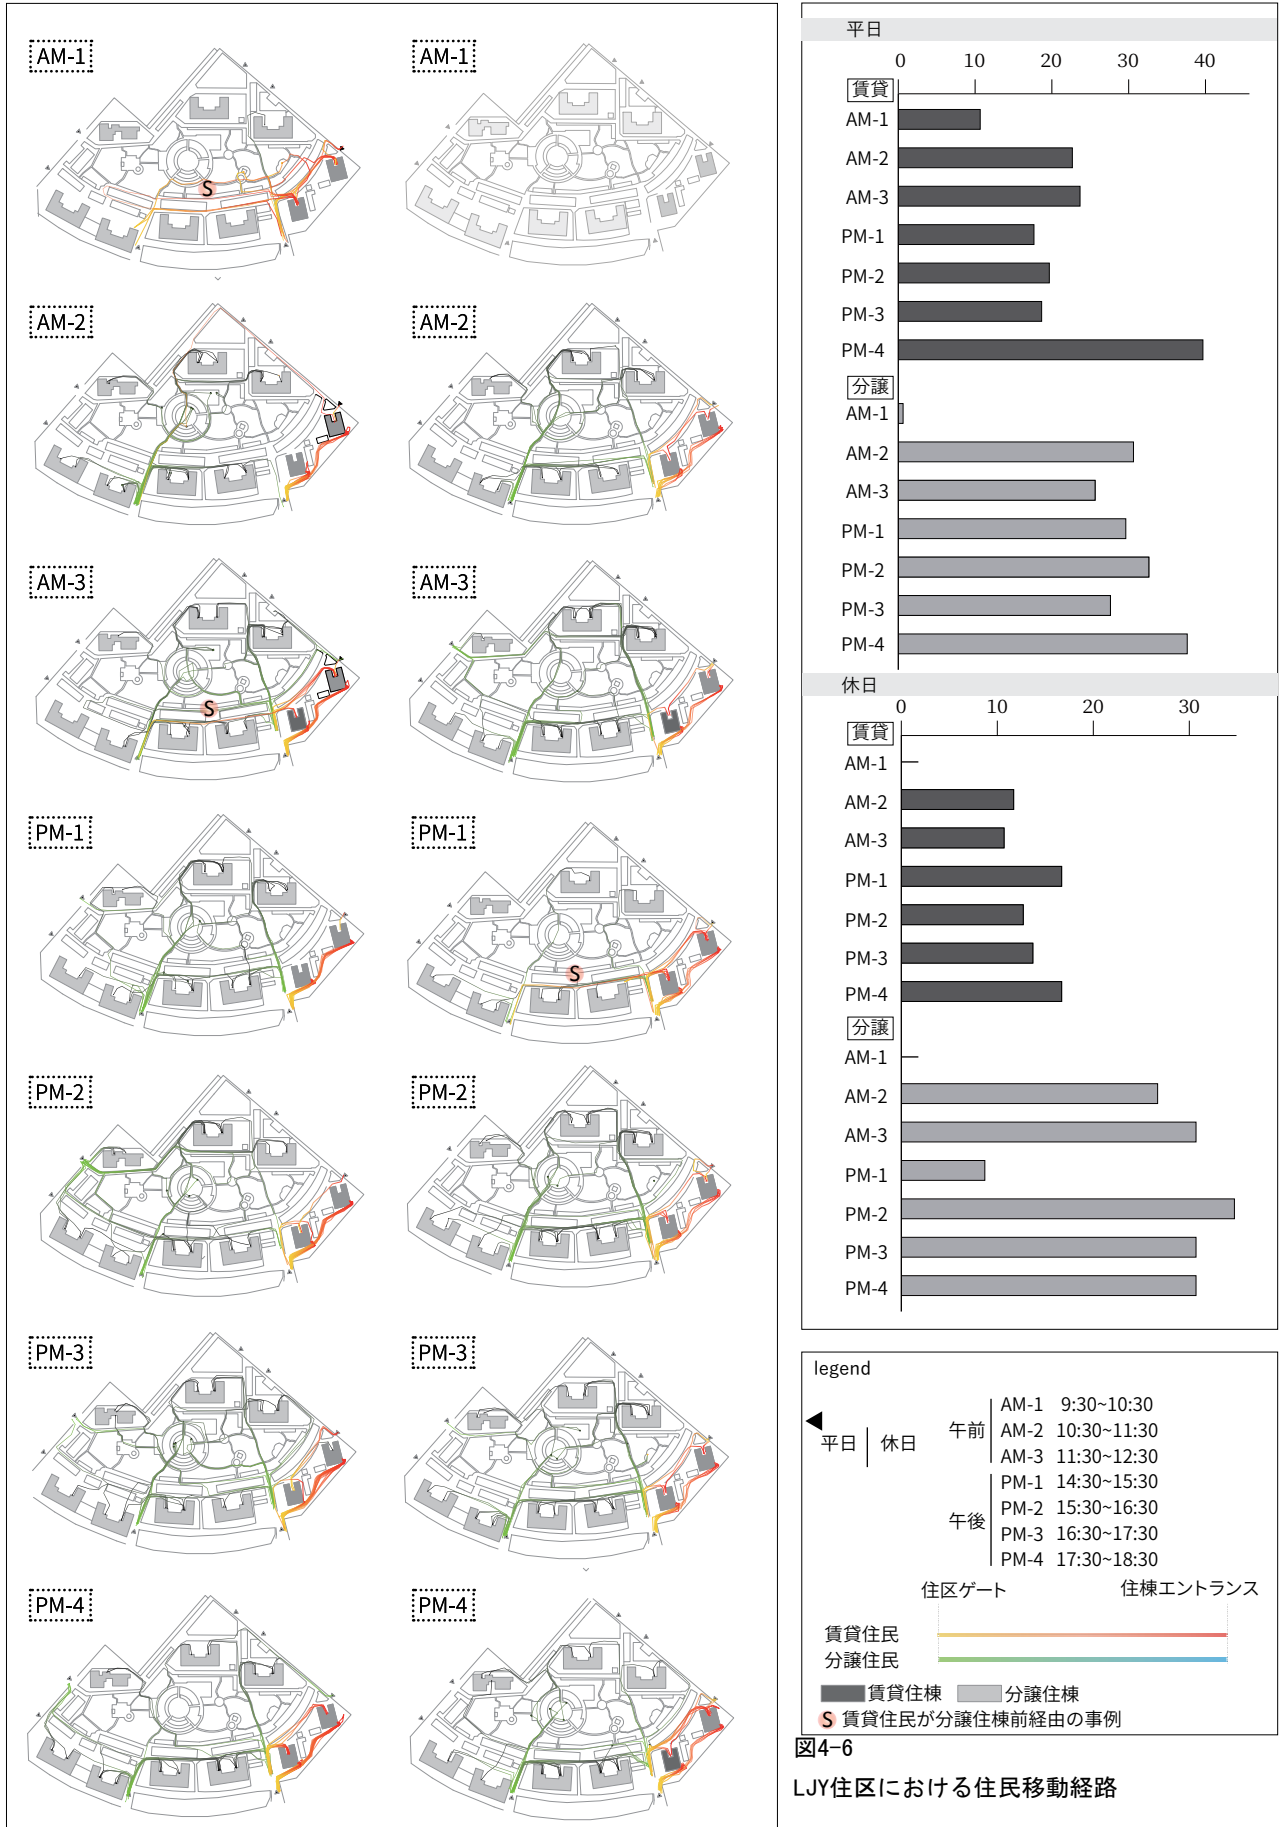 AM-1
AM-1
S
AM-2
AM-2
AM-3
AM-3
S
PM-1
PM-1
S
PM-2
PM-2
PM-3
PM-3
PM-4
PM-4
平日
0 10 20 30 40
賃貸
AM-1
AM-2
AM-3
PM-1
PM-2
PM-3
PM-4
分譲
AM-1
AM-2
AM-3
PM-1
PM-2
PM-3
PM-4
休日
0 10 20 30
賃貸
AM-1
AM-2
AM-3
PM-1
PM-2
PM-3
PM-4
分譲
AM-1
AM-2
AM-3
PM-1
PM-2
PM-3
PM-4
legend
平日 休日
午前
AM-1 9:30~10:30
AM-2 10:30~11:30
AM-3 11:30~12:30
午後
PM-1 14:30~15:30
PM-2 15:30~16:30
PM-3 16:30~17:30
PM-4 17:30~18:30
住区ゲート 住棟エントランス
賃貸住民
分譲住民
賃貸住棟 分譲住棟
S 賃貸住民が分譲住棟前経由の事例
図4-6
LJY住区における住民移動経路